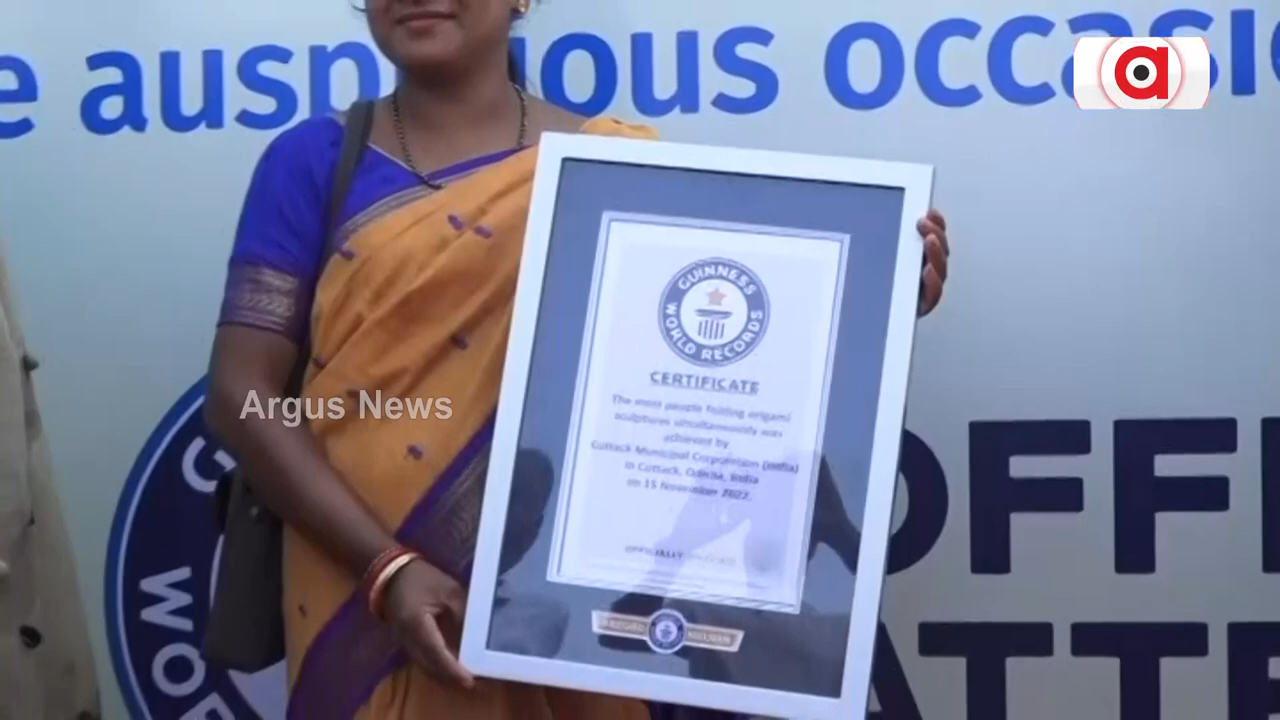 e auspicious occasi
a
GUINNESS
WORLD RECORDS
CERTIFICATE
The most people folding origami
sculptures simultaneously was
achieved by
Cuttack Municipal Corporation (India)
in Cuttack, Odisha, India
on 15 November 2022.
OFFICIALLY AMAZING
Argus News
G
WO
OFF
ATT